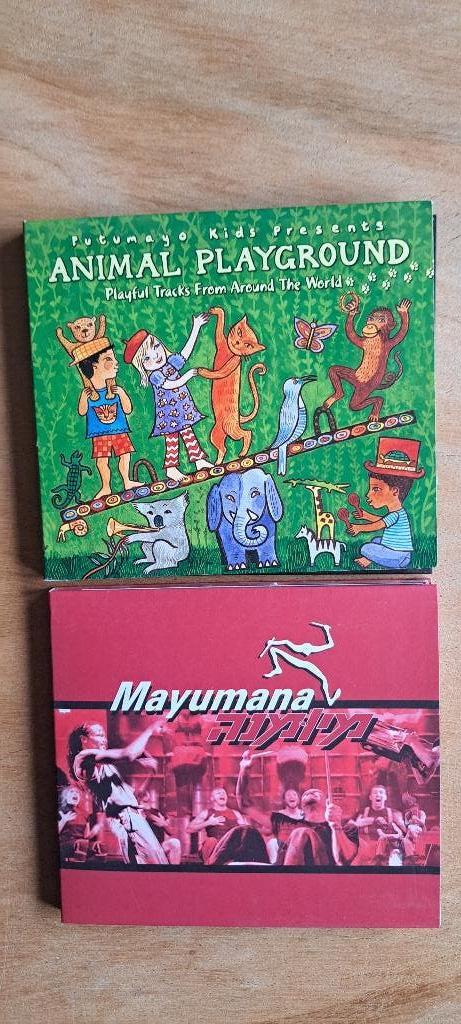 Putumayo Kids Presents
ANIMAL PLAYGROUND
Playful Tracks From Around The World
Mayumana
מיומנה